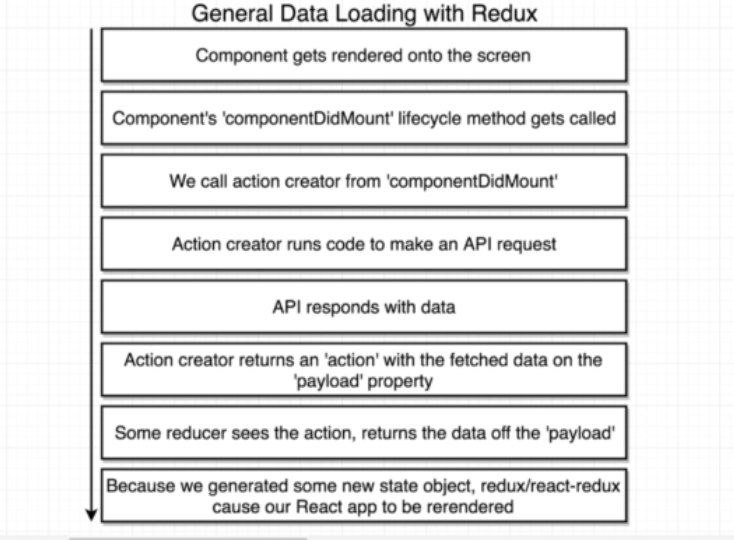 General Data Loading with Redux
Component gets rendered onto the screen
Component's 'componentDidMount' lifecycle method gets called
We call action creator from 'componentDidMount'
Action creator runs code to make an API request
API responds with data
Action creator returns an 'action' with the fetched data on the
'payload' property
Some reducer sees the action, returns the data off the 'payload'
Because we generated some new state object, redux/react-redux
cause our React app to be rerendered